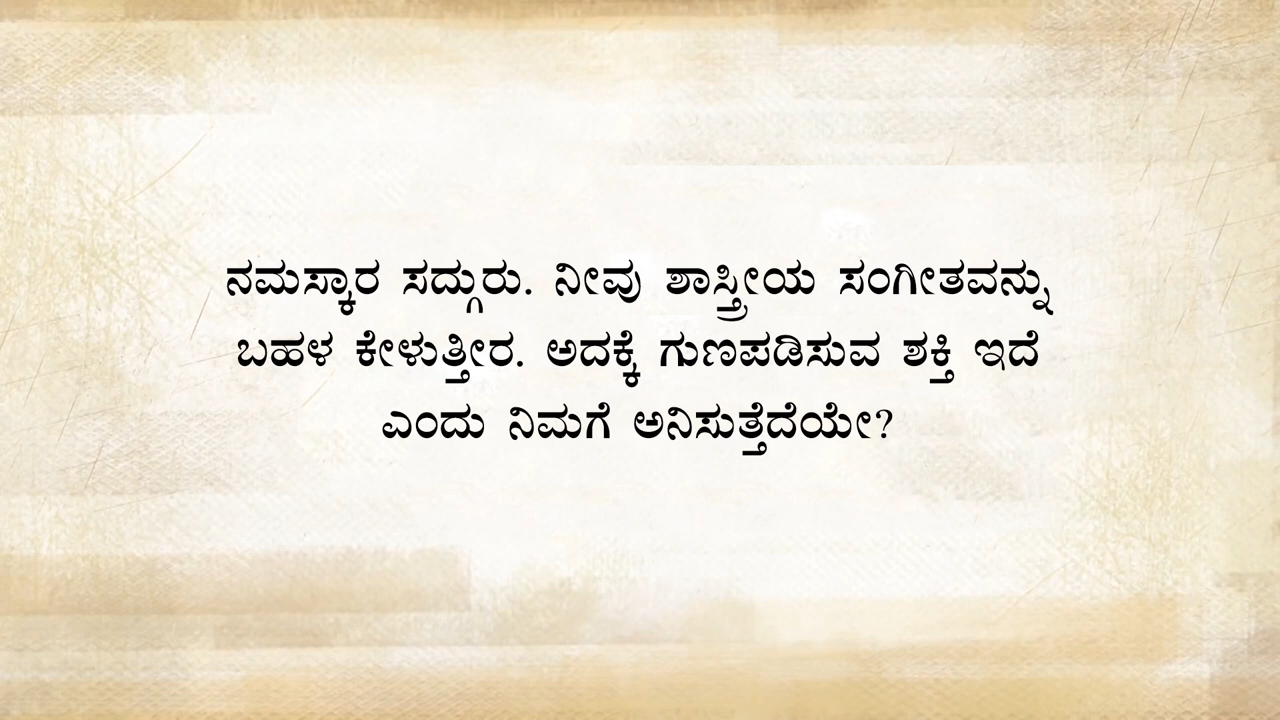 ನಮಸ್ಕಾರ ಸದ್ಗುರು. ನೀವು ಶಾಸ್ತ್ರೀಯ ಸಂಗೀತವನ್ನು
ಬಹಳ ಕೇಳುತ್ತೀರ. ಅದಕ್ಕೆ ಗುಣಪಡಿಸುವ ಶಕ್ತಿ ಇದೆ
ಎಂದು ನಿಮಗೆ ಅನಿಸುತ್ತೆದೆಯೇ?